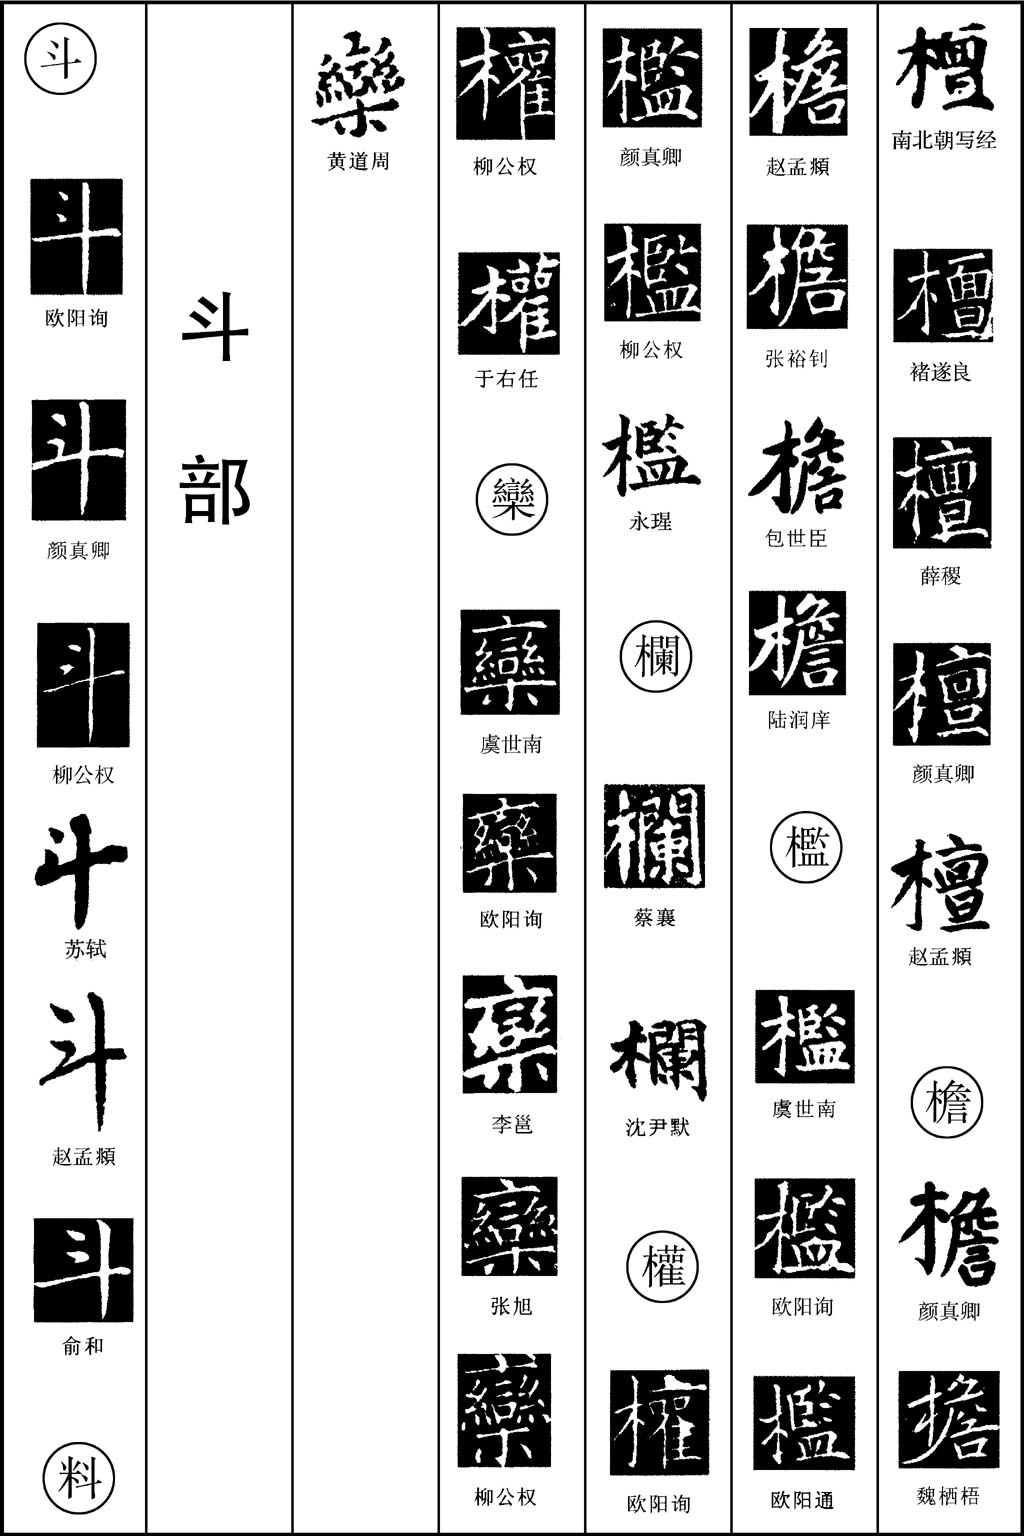 檀
南北朝写经
檀
褚遂良
檀
薛稷
檀
颜真卿
檀
赵孟頫
檐
檐
颜真卿
檐
魏栖梧
檐
赵孟頫
檐
张裕钊
檐
包世臣
檐
陆润庠
檻
檻
虞世南
檻
欧阳询
檻
欧阳通
檻
颜真卿
檻
柳公权
檻
永瑆
欄
欄
蔡襄
欄
沈尹默
權
權
欧阳询
權
柳公权
權
于右任
欒
欒
虞世南
欒
欧阳询
欒
李邕
欒
张旭
欒
柳公权
欒
黄道周
斗部
斗
斗
欧阳询
斗
颜真卿
斗
柳公权
斗
苏轼
斗
赵孟頫
斗
俞和
料